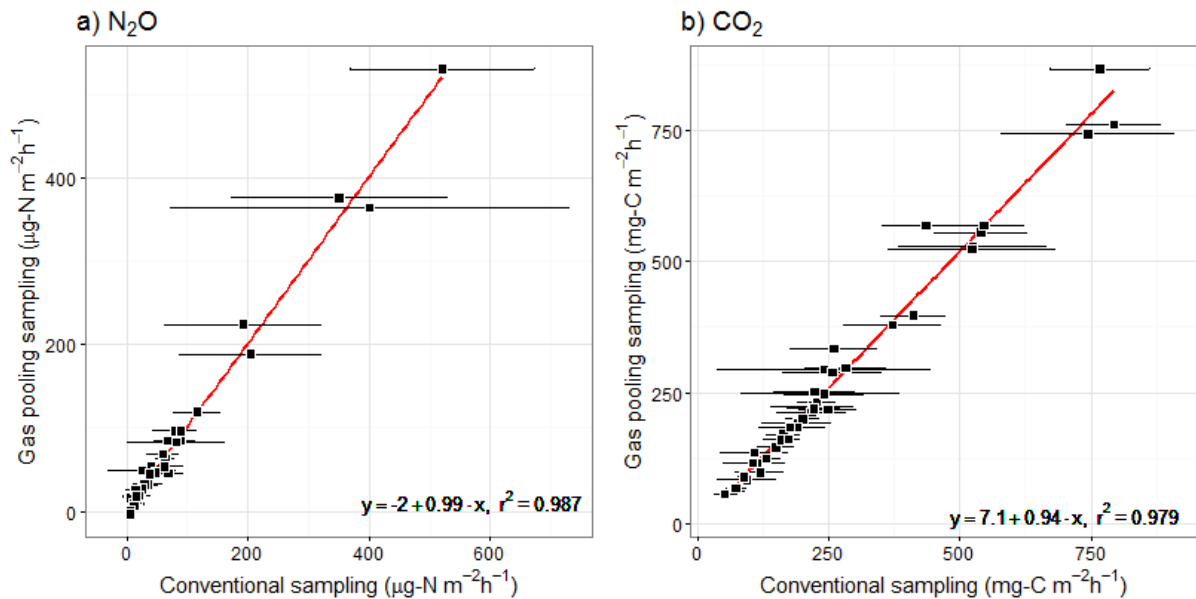 a) N₂O
Gas pooling sampling (µg-N m⁻²h⁻¹)
400
200
0
y = -2 + 0.99 · x, r² = 0.987
0 200 400 600
Conventional sampling (µg-N m⁻²h⁻¹)
b) CO₂
Gas pooling sampling (mg-C m⁻²h⁻¹)
750
500
250
0
y = 7.1 + 0.94 · x, r² = 0.979
0 250 500 750
Conventional sampling (mg-C m⁻²h⁻¹)